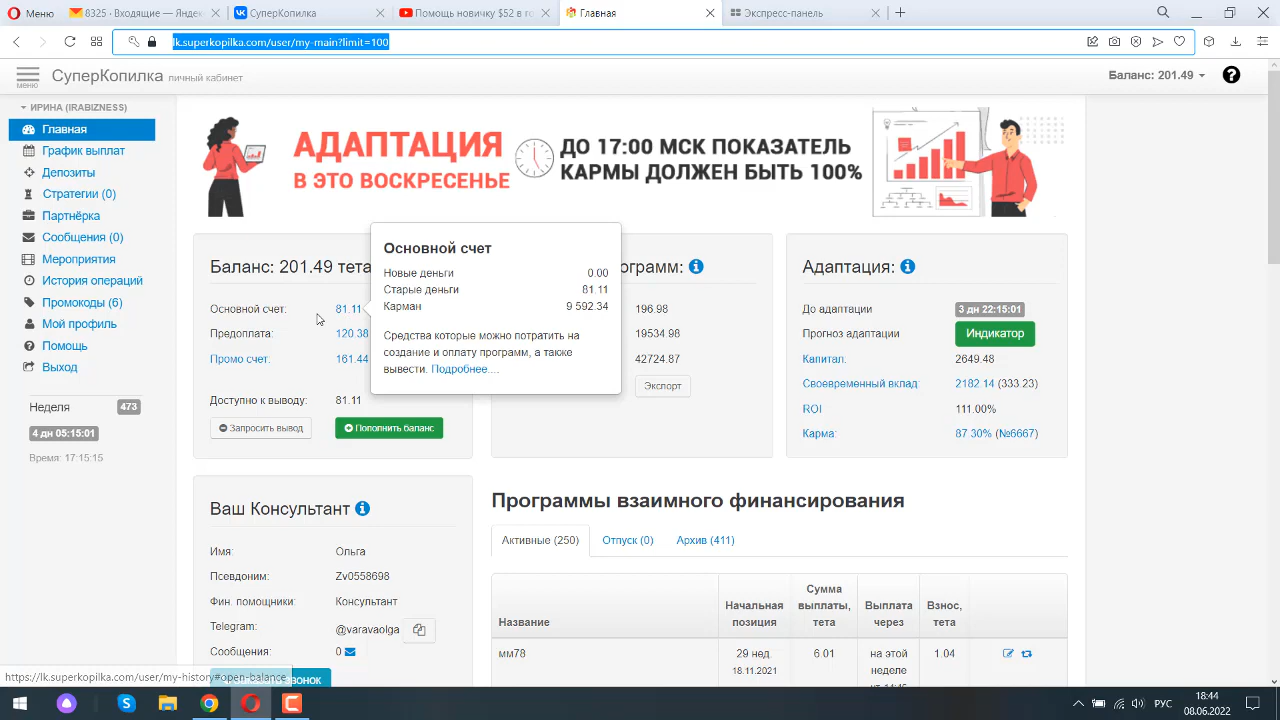 Меню
8325 · Входящие — Яндек
СуперКопилка
Помощь новичку $52 в го
Главная
Экспресс-панель
lk.superkopilka.com/user/my-main?limit=100
меню
СуперКопилка личный кабинет
Баланс: 201.49
ИРИНА (IRABIZNESS)
Главная
График выплат
Депозиты
Стратегии (0)
Партнёрка
Сообщения (0)
Мероприятия
История операций
Промокоды (6)
Мой профиль
Помощь
Выход
Неделя 473
4 дн 05:15:01
Время: 17:15:15
АДАПТАЦИЯ
В ЭТО ВОСКРЕСЕНЬЕ
ДО 17:00 МСК ПОКАЗАТЕЛЬ
КАРМЫ ДОЛЖЕН БЫТЬ 100%
Баланс: 201.49 тета
Основной счет: 81.11
Предоплата: 120.38
Промо счет: 161.44
Доступно к выводу: 81.11
Запросить вывод
Пополнить баланс
Основной счет
Новые деньги 0.00
Старые деньги 81.11
Карман 9 592.34
Средства которые можно потратить на
создание и оплату программ, а также
вывести. Подробнее....
ограмм:
196.98
19534.98
42724.87
Экспорт
Адаптация:
До адаптации 3 дн 22:15:01
Прогноз адаптации Индикатор
Капитал: 2649.48
Своевременный вклад: 2182.14 (333.23)
ROI 111.00%
Карма: 87.30% (№6667)
Ваш Консультант
Имя: Ольга
Псевдоним: Zv0558698
Фин. помощники: Консультант
Telegram: @varavaolga
Сообщения: 0
ЗВОНОК
Программы взаимного финансирования
Активные (250)
Отпуск (0)
Архив (411)
Название
Начальная позиция
Сумма выплаты, тета
Выплата через
Взнос, тета
мм78
29 нед.
18.11.2021
6.01
на этой
неделе
1.04
https://lk.superkopilka.com/user/my-history#open-balance
РУС
18:44
08.06.2022